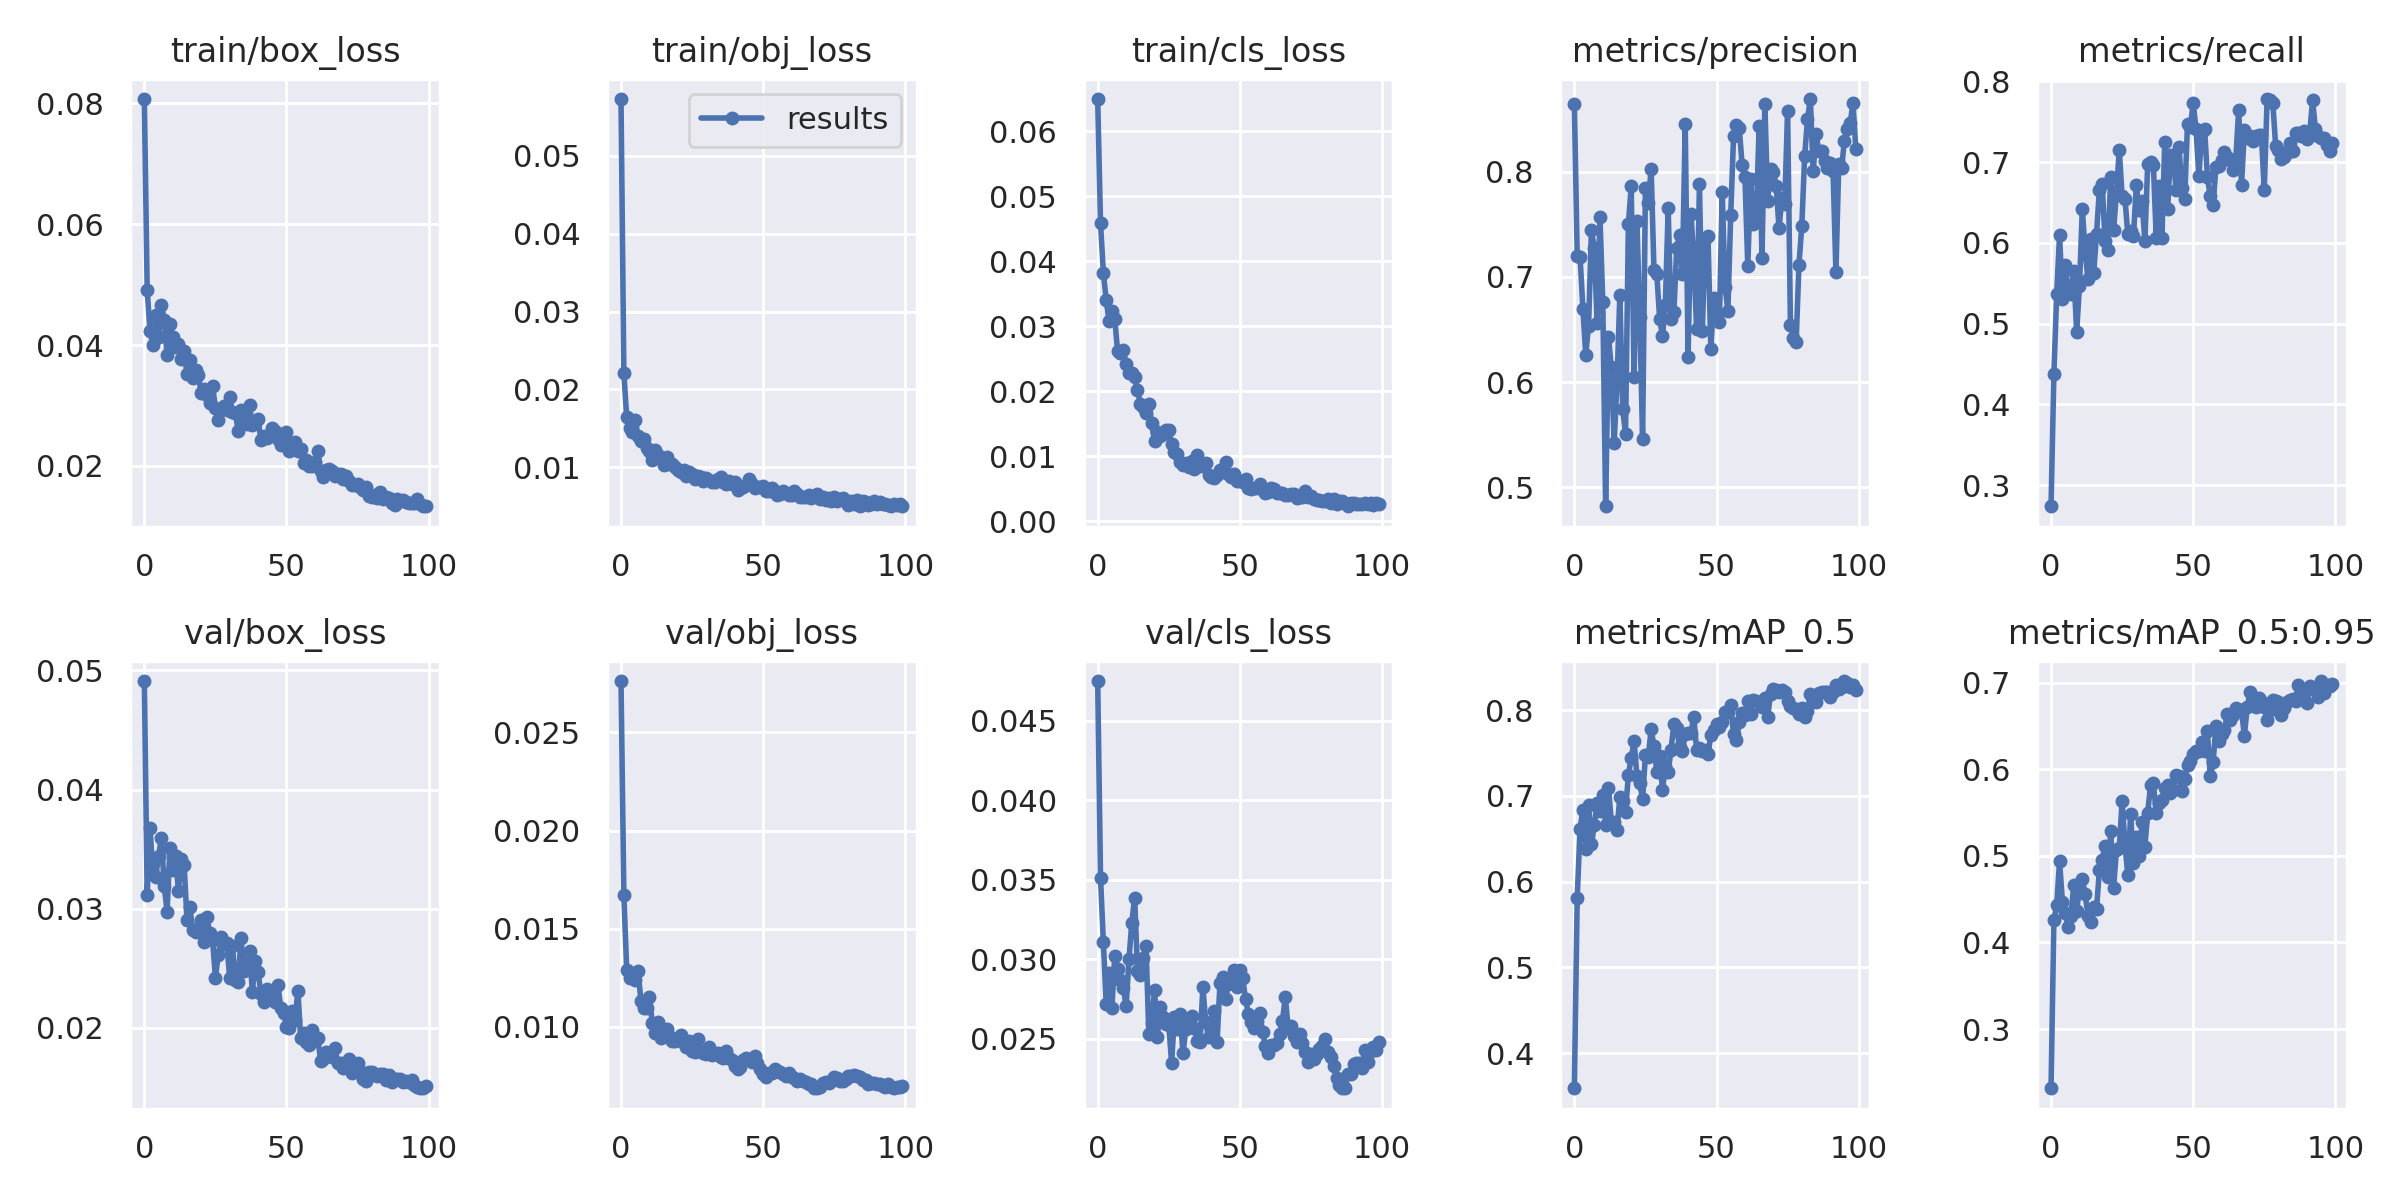 train/box_loss
0.08
0.06
0.04
0.02
0 50 100
train/obj_loss
results
0.05
0.04
0.03
0.02
0.01
0 50 100
train/cls_loss
0.06
0.05
0.04
0.03
0.02
0.01
0.00
0 50 100
metrics/precision
0.8
0.7
0.6
0.5
0 50 100
metrics/recall
0.8
0.7
0.6
0.5
0.4
0.3
0 50 100
val/box_loss
0.05
0.04
0.03
0.02
0 50 100
val/obj_loss
0.025
0.020
0.015
0.010
0 50 100
val/cls_loss
0.045
0.040
0.035
0.030
0.025
0 50 100
metrics/mAP_0.5
0.8
0.7
0.6
0.5
0.4
0 50 100
metrics/mAP_0.5:0.95
0.7
0.6
0.5
0.4
0.3
0 50 100